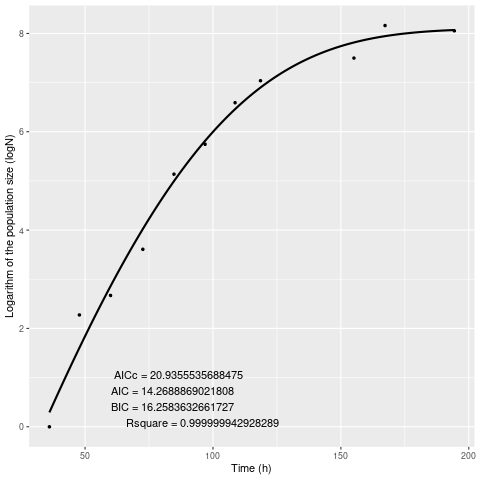 8
6
4
2
0
Logarithm of the population size (logN)
AICc = 20.9355535688475
AIC = 14.2688869021808
BIC = 16.2583632661727
Rsquare = 0.999999942928289
50 100 150 200
Time (h)